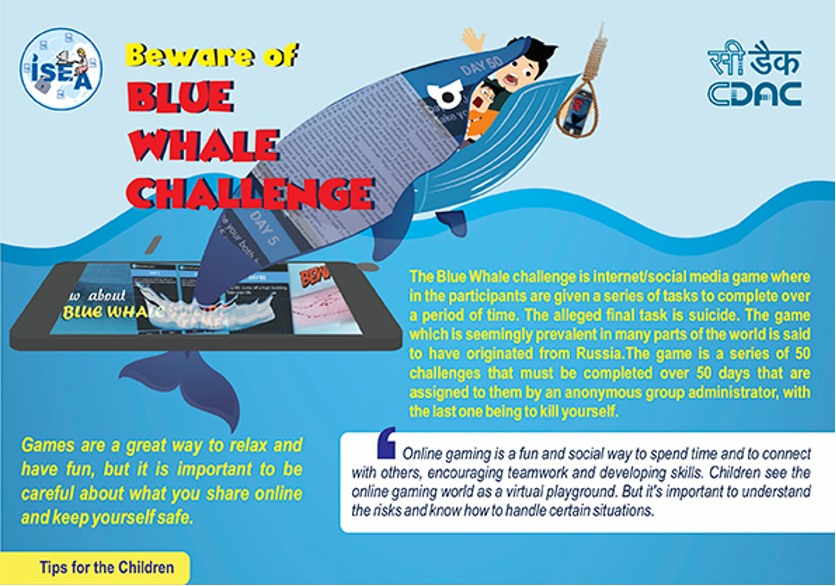 ISEA
Beware of
BLUE
WHALE
CHALLENGE
DAY 50
सी डैक
CDAC
DAY 5
w about
BLUE WHALE
The Blue Whale challenge is internet/social media game where
in the participants are given a series of tasks to complete over
a period of time. The alleged final task is suicide. The game
which is seemingly prevalent in many parts of the world is said
to have originated from Russia.The game is a series of 50
challenges that must be completed over 50 days that are
assigned to them by an anonymous group administrator, with
the last one being to kill yourself.
Games are a great way to relax and
have fun, but it is important to be
careful about what you share online
and keep yourself safe.
Online gaming is a fun and social way to spend time and to connect
with others, encouraging teamwork and developing skills. Children see the
online gaming world as a virtual playground. But it's important to understand
the risks and know how to handle certain situations.
Tips for the Children